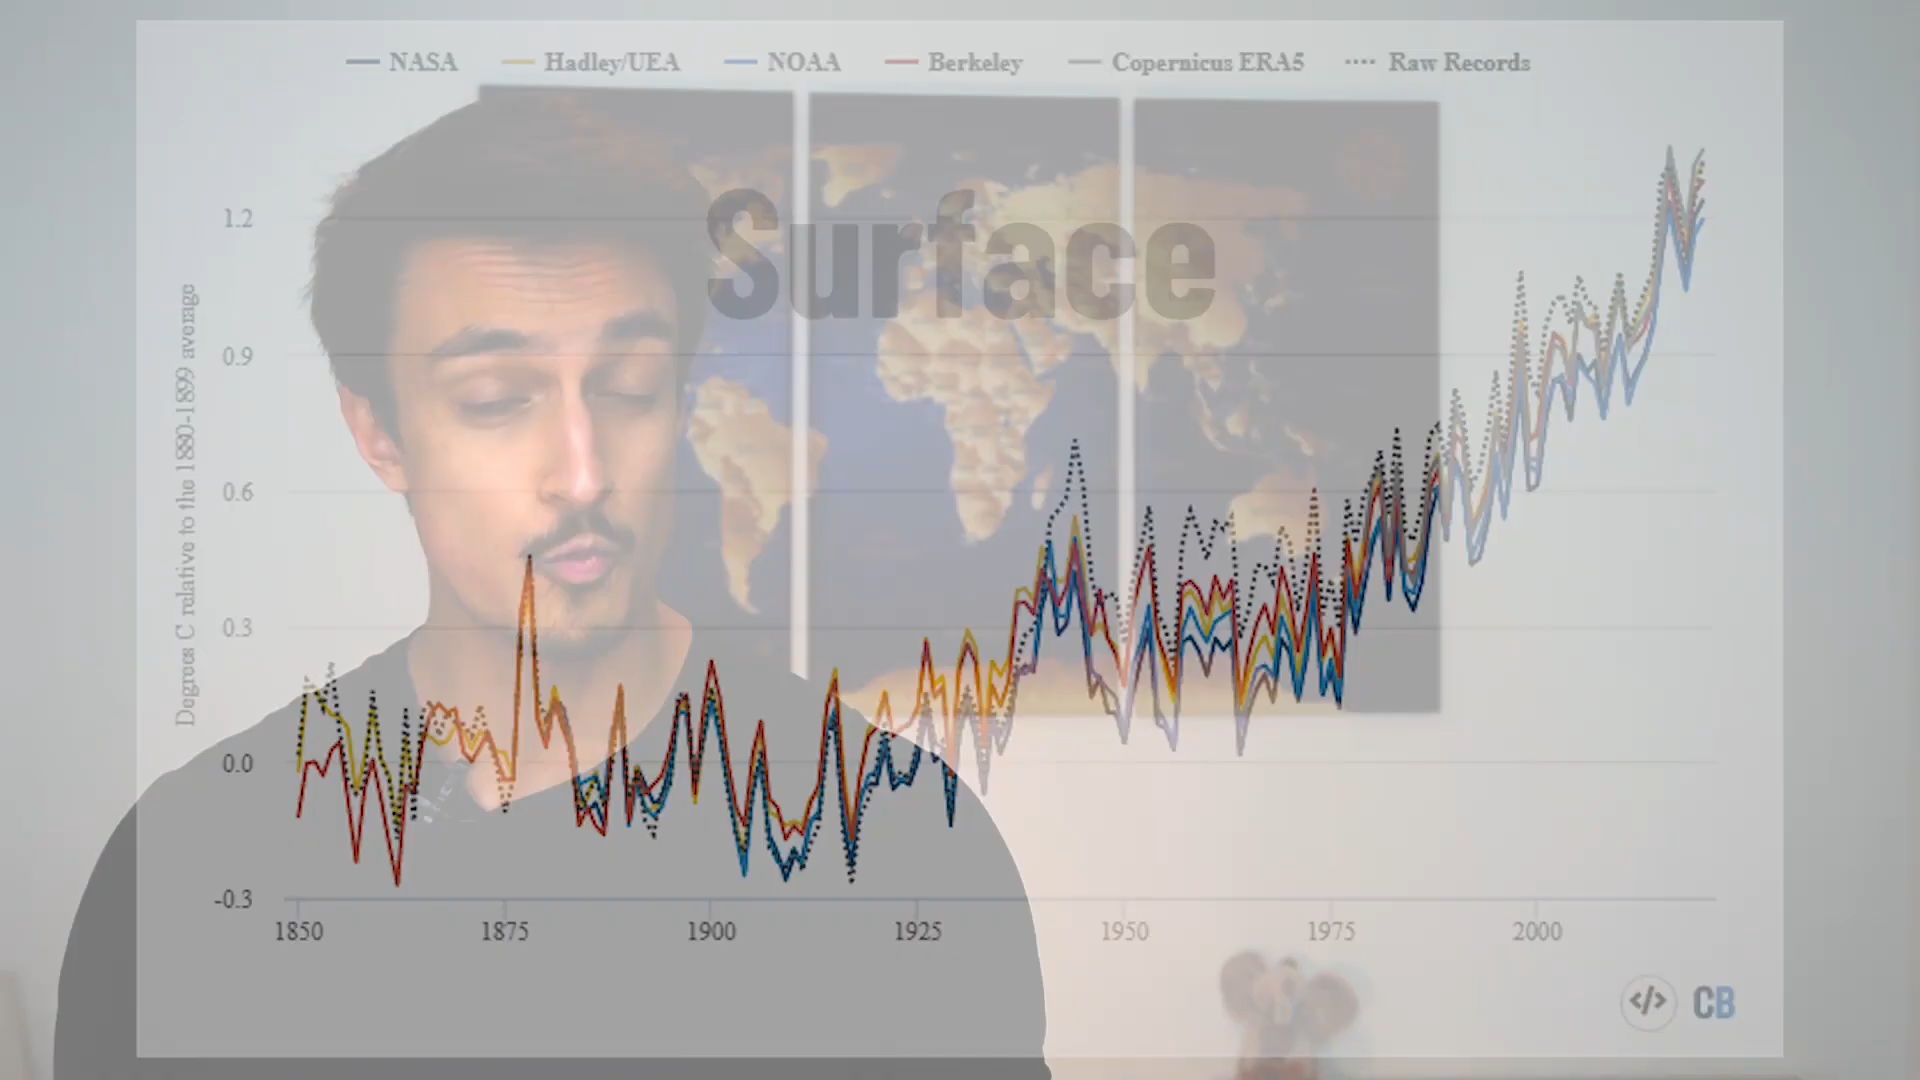 NASA Hadley/UEA NOAA Berkeley Copernicus ERA5 Raw Records
Surface
Degrees C relative to the 1880-1899 average
1.2
0.9
0.6
0.3
0.0
-0.3
1850 1875 1900 1925 1950 1975 2000
</> CB